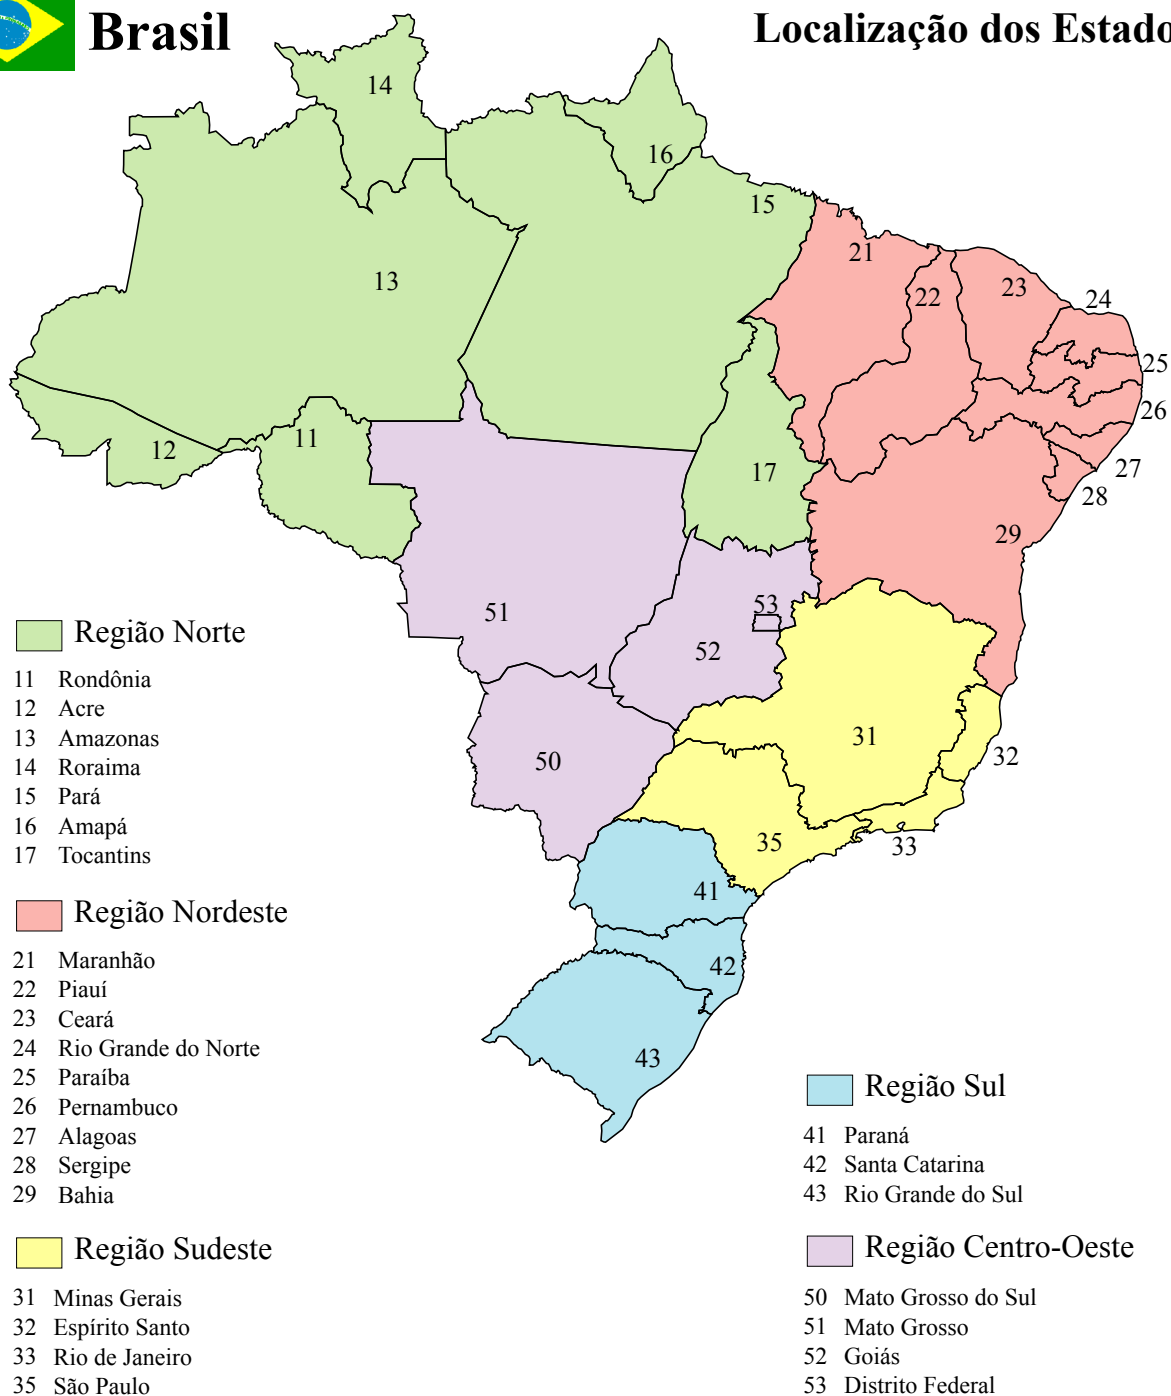 Brasil
Localização dos Estado
14
16
15
13
21
22
23
24
25
26
27
28
12
11
17
29
51
53
52
31
32
50
35
33
41
42
43
Região Norte
11 Rondônia
12 Acre
13 Amazonas
14 Roraima
15 Pará
16 Amapá
17 Tocantins
Região Nordeste
21 Maranhão
22 Piauí
23 Ceará
24 Rio Grande do Norte
25 Paraíba
26 Pernambuco
27 Alagoas
28 Sergipe
29 Bahia
Região Sudeste
31 Minas Gerais
32 Espírito Santo
33 Rio de Janeiro
35 São Paulo
Região Sul
41 Paraná
42 Santa Catarina
43 Rio Grande do Sul
Região Centro-Oeste
50 Mato Grosso do Sul
51 Mato Grosso
52 Goiás
53 Distrito Federal